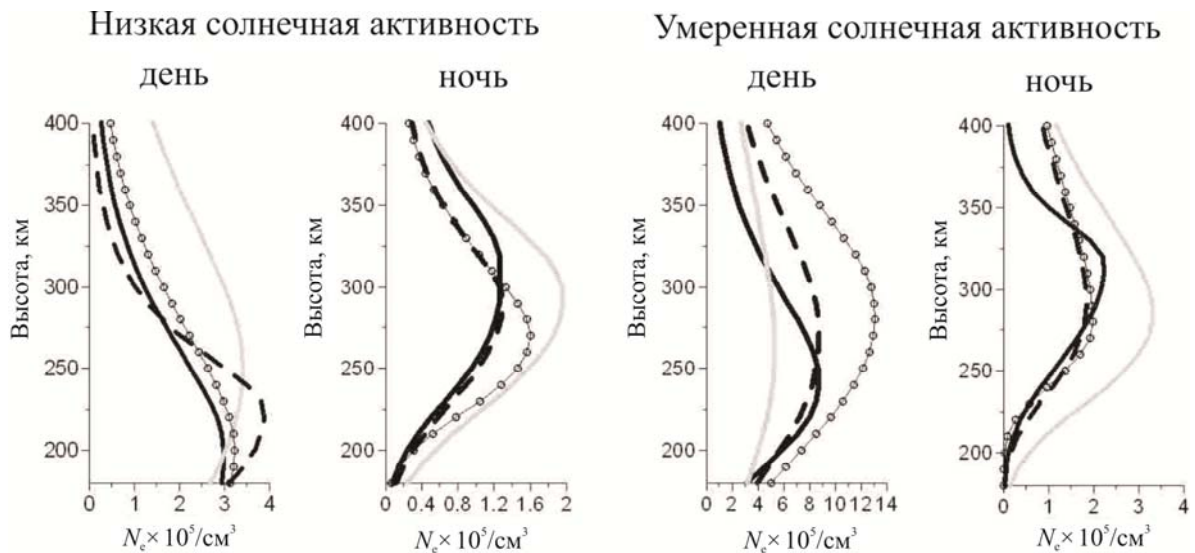 Низкая солнечная активность
Умеренная солнечная активность
день
ночь
день
ночь
Высота, км
400
350
300
250
200
0 1 2 3 4
Nₑ × 10⁵/см³
Высота, км
400
350
300
250
200
0 0.4 0.8 1.2 1.6 2
Nₑ × 10⁵/см³
Высота, км
400
350
300
250
200
0 2 4 6 8 10 12 14
Nₑ × 10⁵/см³
Высота, км
400
350
300
250
200
0 1 2 3 4
Nₑ × 10⁵/см³